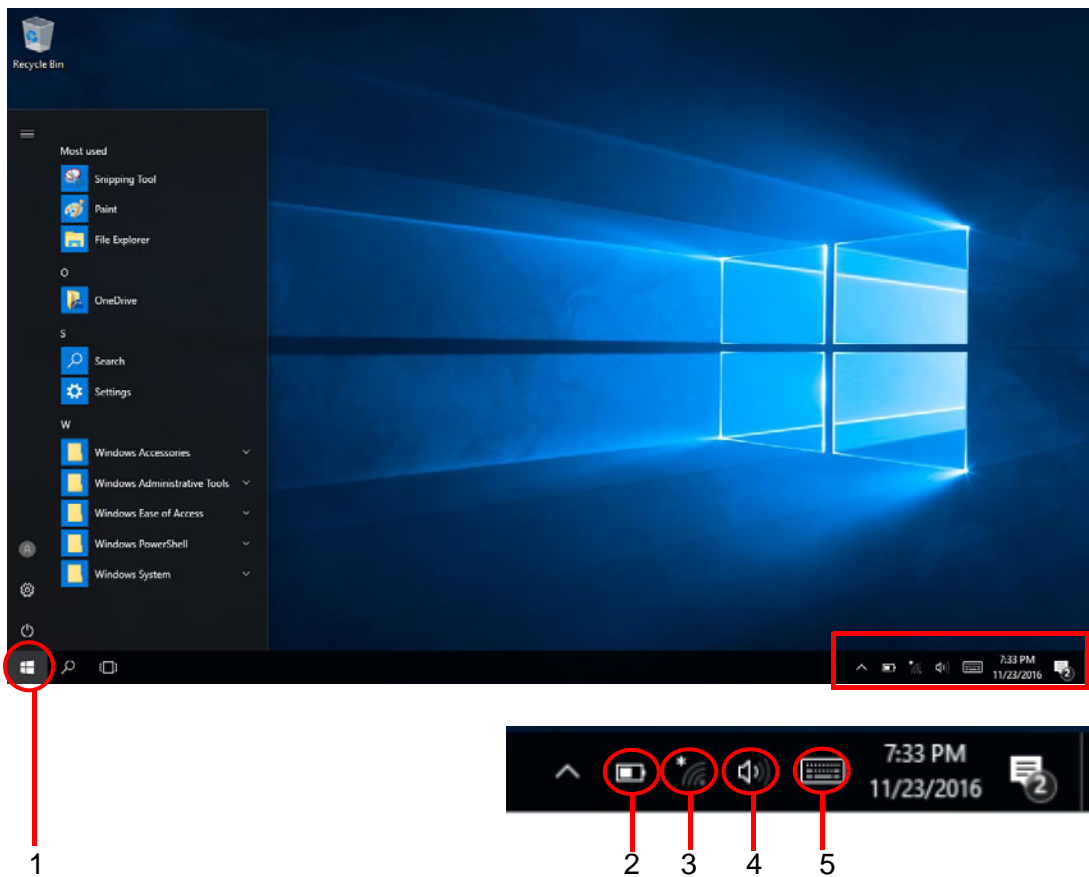 Recycle Bin
Most used
Snipping Tool
Paint
File Explorer
O
OneDrive
S
Search
Settings
W
Windows Accessories
Windows Administrative Tools
Windows Ease of Access
Windows PowerShell
Windows System
7:33 PM
11/23/2016
2
7:33 PM
11/23/2016
2
1
2
3
4
5